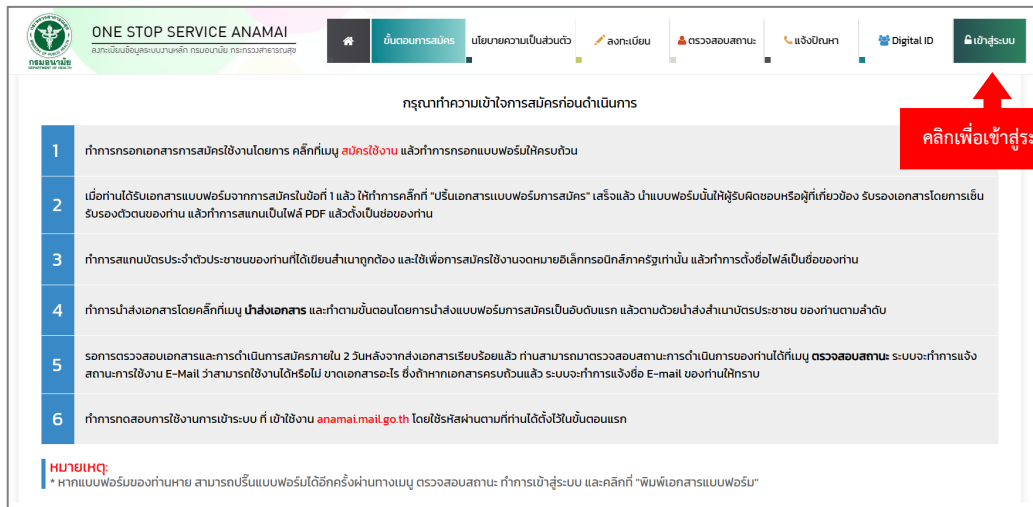 ONE STOP SERVICE ANAMAI
ลงทะเบียนข้อมูลระบบงานหลัก กรมอนามัย กระทรวงสาธารณสุข
กรมอนามัย
DEPARTMENT OF HEALTH
ขั้นตอนการสมัคร
นโยบายความเป็นส่วนตัว
ลงทะเบียน
ตรวจสอบสถานะ
แจ้งปัญหา
Digital ID
เข้าสู่ระบบ
คลิกเพื่อเข้าสู่ระ
กรุณาทำความเข้าใจการสมัครก่อนดำเนินการ
1 ทำการกรอกเอกสารการสมัครใช้งานโดยการ คลิ๊กที่เมนู สมัครใช้งาน แล้วทำการกรอกแบบฟอร์มให้ครบถ้วน
2 เมื่อท่านได้รับเอกสารแบบฟอร์มจากการสมัครในข้อที่ 1 แล้ว ให้ทำการคลิ๊กที่ "ปริ้นเอกสารแบบฟอร์มการสมัคร" เสร็จแล้ว นำแบบฟอร์มนั้นให้ผู้รับผิดชอบหรือผู้ที่เกี่ยวข้อง รับรองเอกสารโดยการเซ็น
รับรองตัวตนของท่าน แล้วทำการสแกนเป็นไฟล์ PDF แล้วตั้งเป็นชื่อของท่าน
3 ทำการสแกนบัตรประจำตัวประชาชนของท่านที่ได้เขียนสำเนาถูกต้อง และใช้เพื่อการสมัครใช้งานจดหมายอิเล็กทรอนิกส์ภาครัฐเท่านั้น แล้วทำการตั้งชื่อไฟล์เป็นชื่อของท่าน
4 ทำการนำส่งเอกสารโดยคลิ๊กที่เมนู นำส่งเอกสาร และทำตามขั้นตอนโดยการนำส่งแบบฟอร์มการสมัครเป็นอันดับแรก แล้วตามด้วยนำส่งสำเนาบัตรประชาชน ของท่านตามลำดับ
5 รอการตรวจสอบเอกสารและการดำเนินการสมัครภายใน 2 วันหลังจากส่งเอกสารเรียบร้อยแล้ว ท่านสามารถมาตรวจสอบสถานะการดำเนินการของท่านได้ที่เมนู ตรวจสอบสถานะ ระบบจะทำการแจ้ง
สถานะการใช้งาน E-Mail ว่าสามารถใช้งานได้หรือไม่ ขาดเอกสารอะไร ซึ่งถ้าหากเอกสารครบถ้วนแล้ว ระบบจะทำการแจ้งชื่อ E-mail ของท่านให้ทราบ
6 ทำการทดสอบการใช้งานการเข้าระบบ ที่ เข้าใช้งาน anamai.mail.go.th โดยใช้รหัสผ่านตามที่ท่านได้ตั้งไว้ในขั้นตอนแรก
หมายเหตุ:
* หากแบบฟอร์มของท่านหาย สามารถปริ๊นแบบฟอร์มได้อีกครั้งผ่านทางเมนู ตรวจสอบสถานะ ทำการเข้าสู่ระบบ และคลิกที่ "พิมพ์เอกสารแบบฟอร์ม"